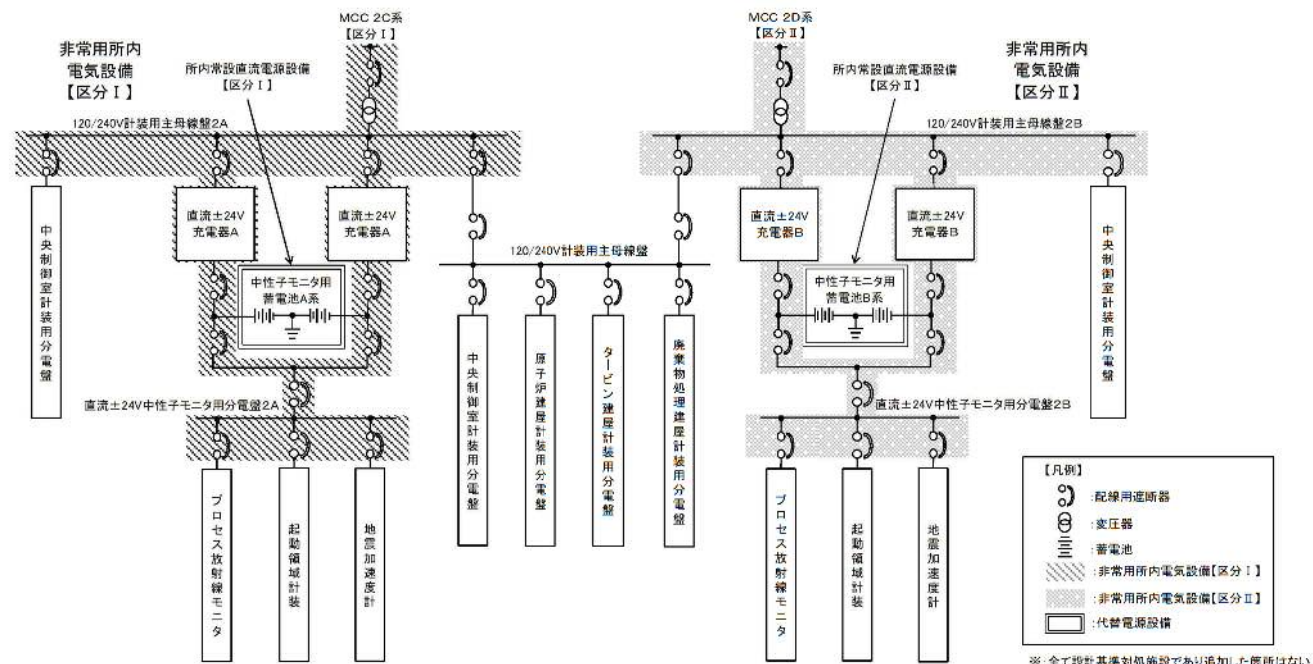 MCC 2C系
【区分Ⅰ】
非常用所内
電気設備
【区分Ⅰ】
所内常設直流電源設備
【区分Ⅰ】
120/240V計装用主母線盤2A
直流±24V
充電器A
直流±24V
充電器A
中性子モニタ用
蓄電池A系
中央制御室計装用分電盤
直流±24V中性子モニタ用分電盤2A
プロセス放射線モニタ
起動領域計装
地震加速度計
120/240V計装用主母線盤
中央制御室計装用分電盤
原子炉建屋計装用分電盤
タービン建屋計装用分電盤
廃棄物処理建屋計装用分電盤
MCC 2D系
【区分Ⅱ】
所内常設直流電源設備
【区分Ⅱ】
非常用所内
電気設備
【区分Ⅱ】
120/240V計装用主母線盤2B
直流±24V
充電器B
直流±24V
充電器B
中性子モニタ用
蓄電池B系
中央制御室計装用分電盤
直流±24V中性子モニタ用分電盤2B
プロセス放射線モニタ
起動領域計装
地震加速度計
【凡例】
:配線用遮断器
:変圧器
:蓄電池
:非常用所内電気設備【区分Ⅰ】
:非常用所内電気設備【区分Ⅱ】
:代替電源設備
※:全て設計基準対処施設であり追加した箇所はない